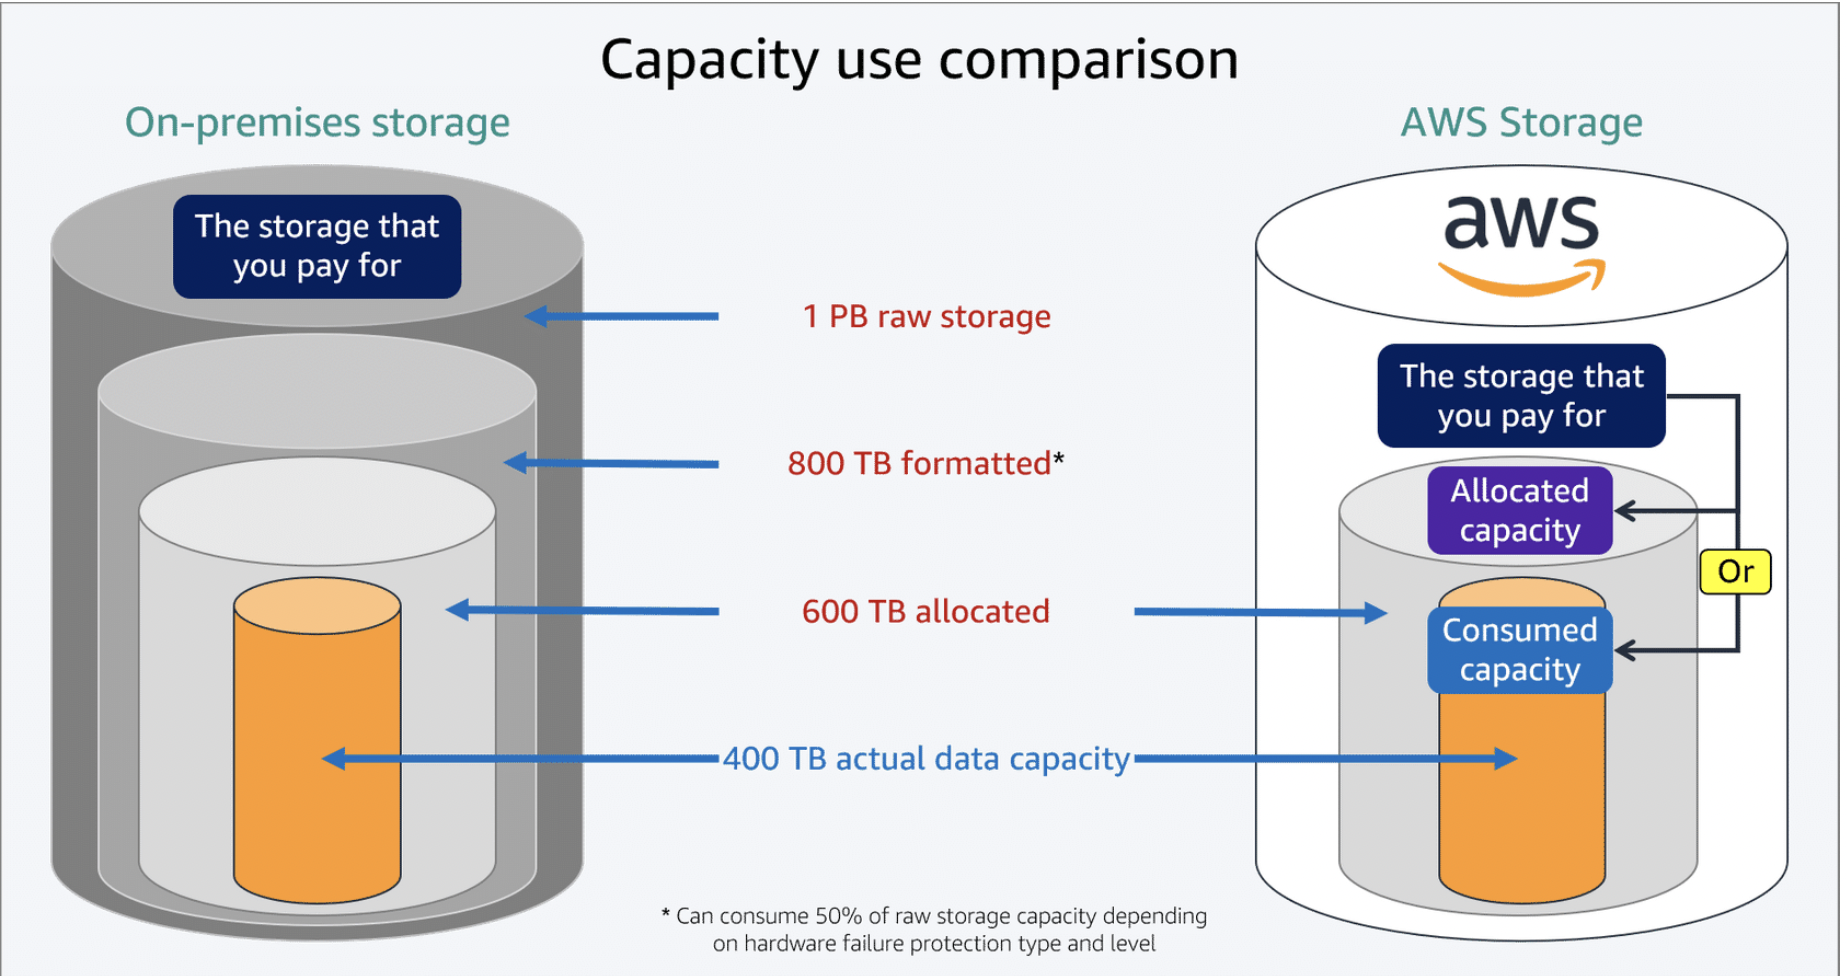 Capacity use comparison
On-premises storage
AWS Storage
The storage that
you pay for
aws
1 PB raw storage
The storage that
you pay for
800 TB formatted*
Allocated
capacity
Or
600 TB allocated
Consumed
capacity
400 TB actual data capacity
* Can consume 50% of raw storage capacity depending
on hardware failure protection type and level